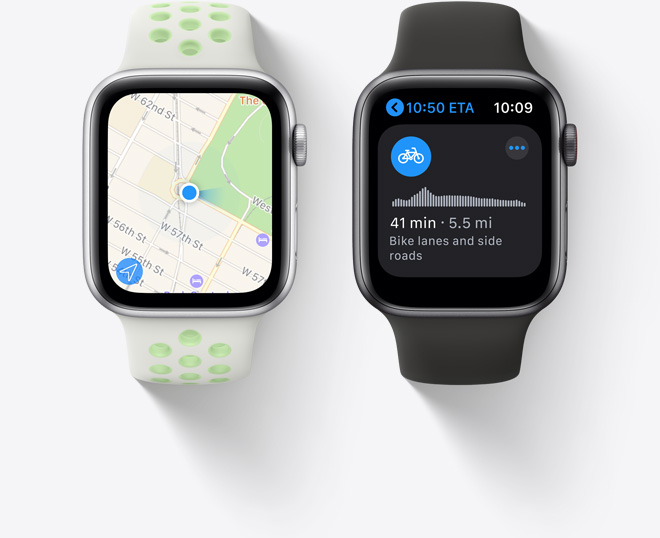 W 62nd St
The
W 56th St
W 55th St
W 57th St
West
W 57
10:50 ETA
10:09
41 min · 5.5 mi
Bike lanes and side
roads